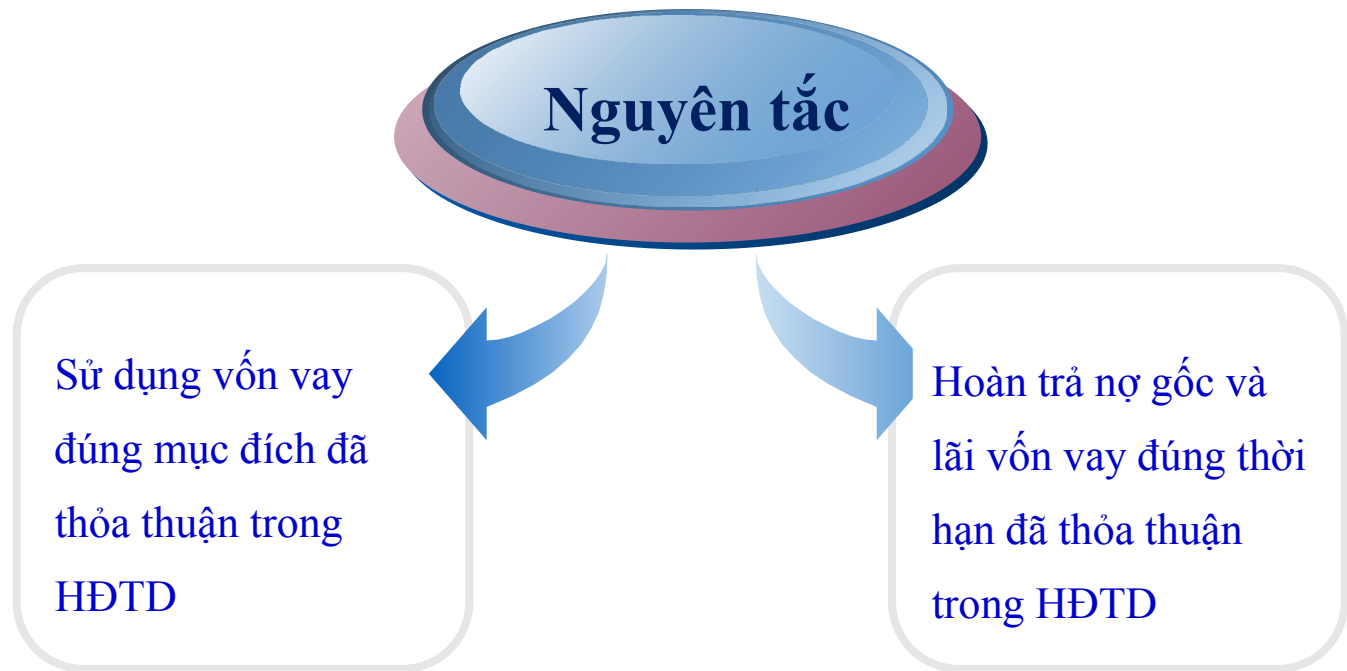 Nguyên tắc
Sử dụng vốn vay
đúng mục đích đã
thỏa thuận trong
HĐTD
Hoàn trả nợ gốc và
lãi vốn vay đúng thời
hạn đã thỏa thuận
trong HĐTD